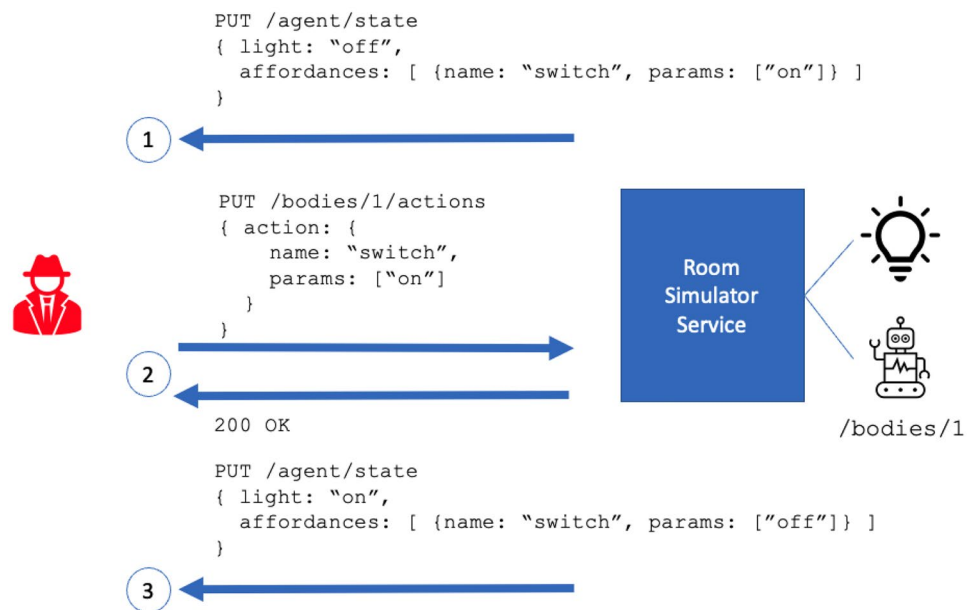 PUT /agent/state
{ light: “off”,
affordances: [ {name: “switch”, params: [”on”]} ]
}
1
PUT /bodies/1/actions
{ action: {
name: “switch”,
params: [“on”]
}
}
Room
Simulator
Service
2
200 OK
/bodies/1
PUT /agent/state
{ light: “on”,
affordances: [ {name: “switch”, params: [”off”]} ]
}
3